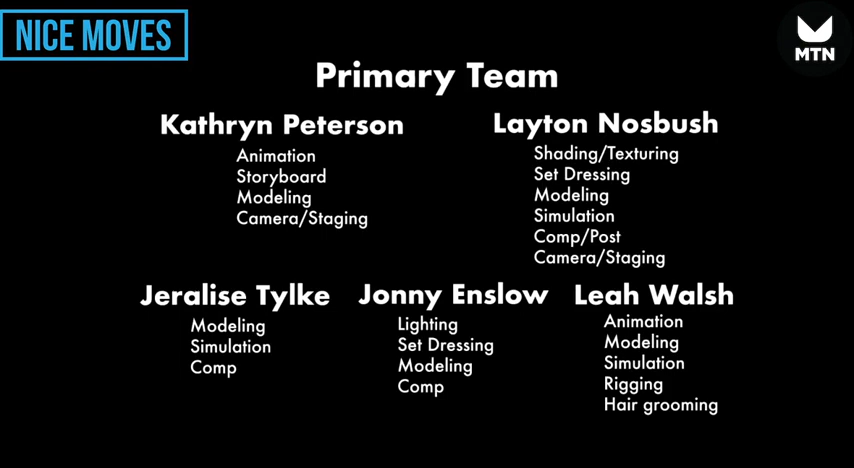 NICE MOVES
MTN
Primary Team
Kathryn Peterson
Animation
Storyboard
Modeling
Camera/Staging
Layton Nosbush
Shading/Texturing
Set Dressing
Modeling
Simulation
Comp/Post
Camera/Staging
Jeralise Tylke
Modeling
Simulation
Comp
Jonny Enslow
Lighting
Set Dressing
Modeling
Comp
Leah Walsh
Animation
Modeling
Simulation
Rigging
Hair grooming